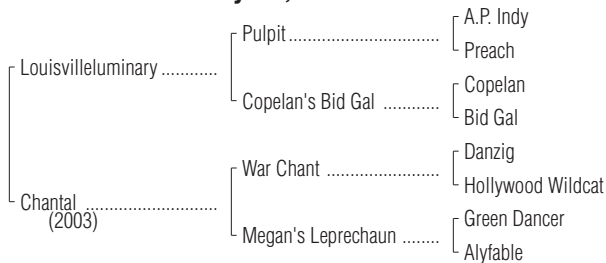 A.P. Indy
Pulpit
Preach
Louisvilleluminary
Copelan
Copelan's Bid Gal
Bid Gal
Danzig
War Chant
Hollywood Wildcat
Chantal
(2003)
Green Dancer
Megan's Leprechaun
Alyfable